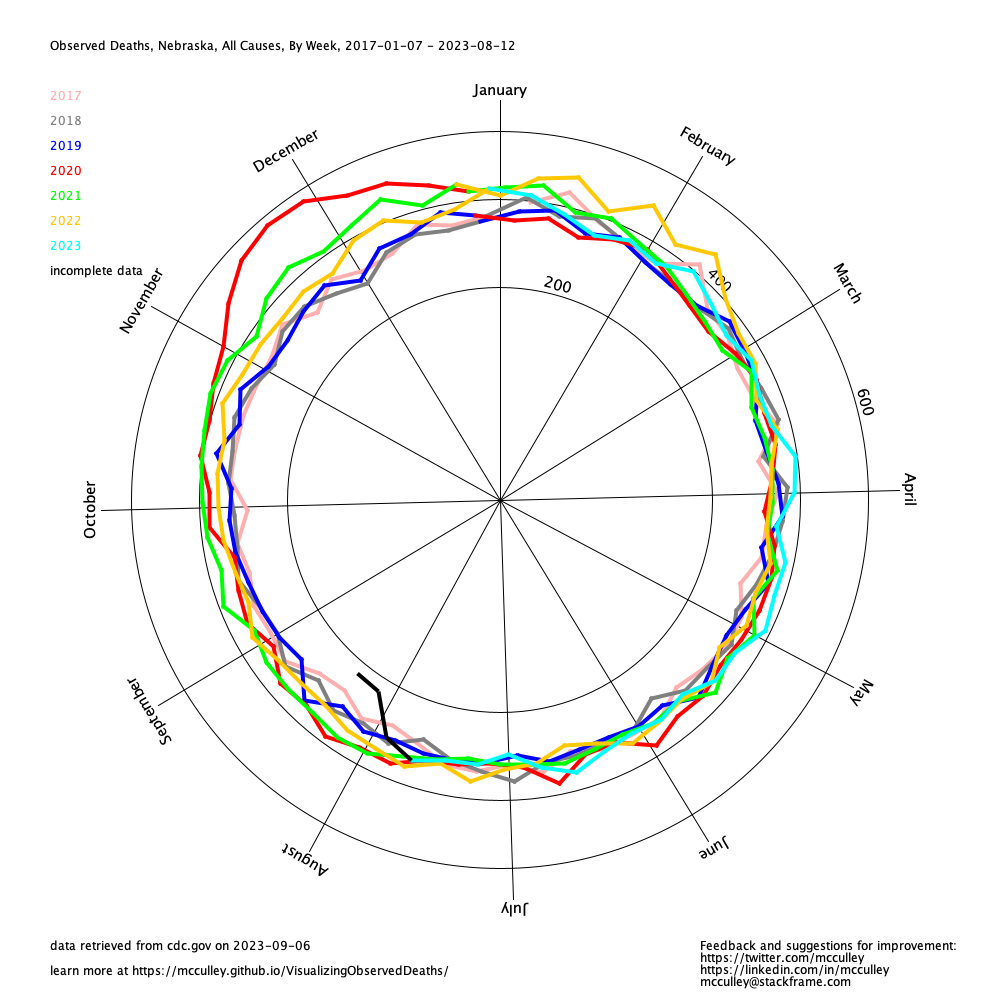 Observed Deaths, Nebraska, All Causes, By Week, 2017-01-07 - 2023-08-12
January
2017
2018
2019
2020
2021
2022
2023
incomplete data
December
February
November
March
200
400
600
October
April
September
May
August
June
July
data retrieved from cdc.gov on 2023-09-06
learn more at https://mcculley.github.io/VisualizingObservedDeaths/
Feedback and suggestions for improvement:
https://twitter.com/mcculley
https://linkedin.com/in/mcculley
mcculley@stackframe.com